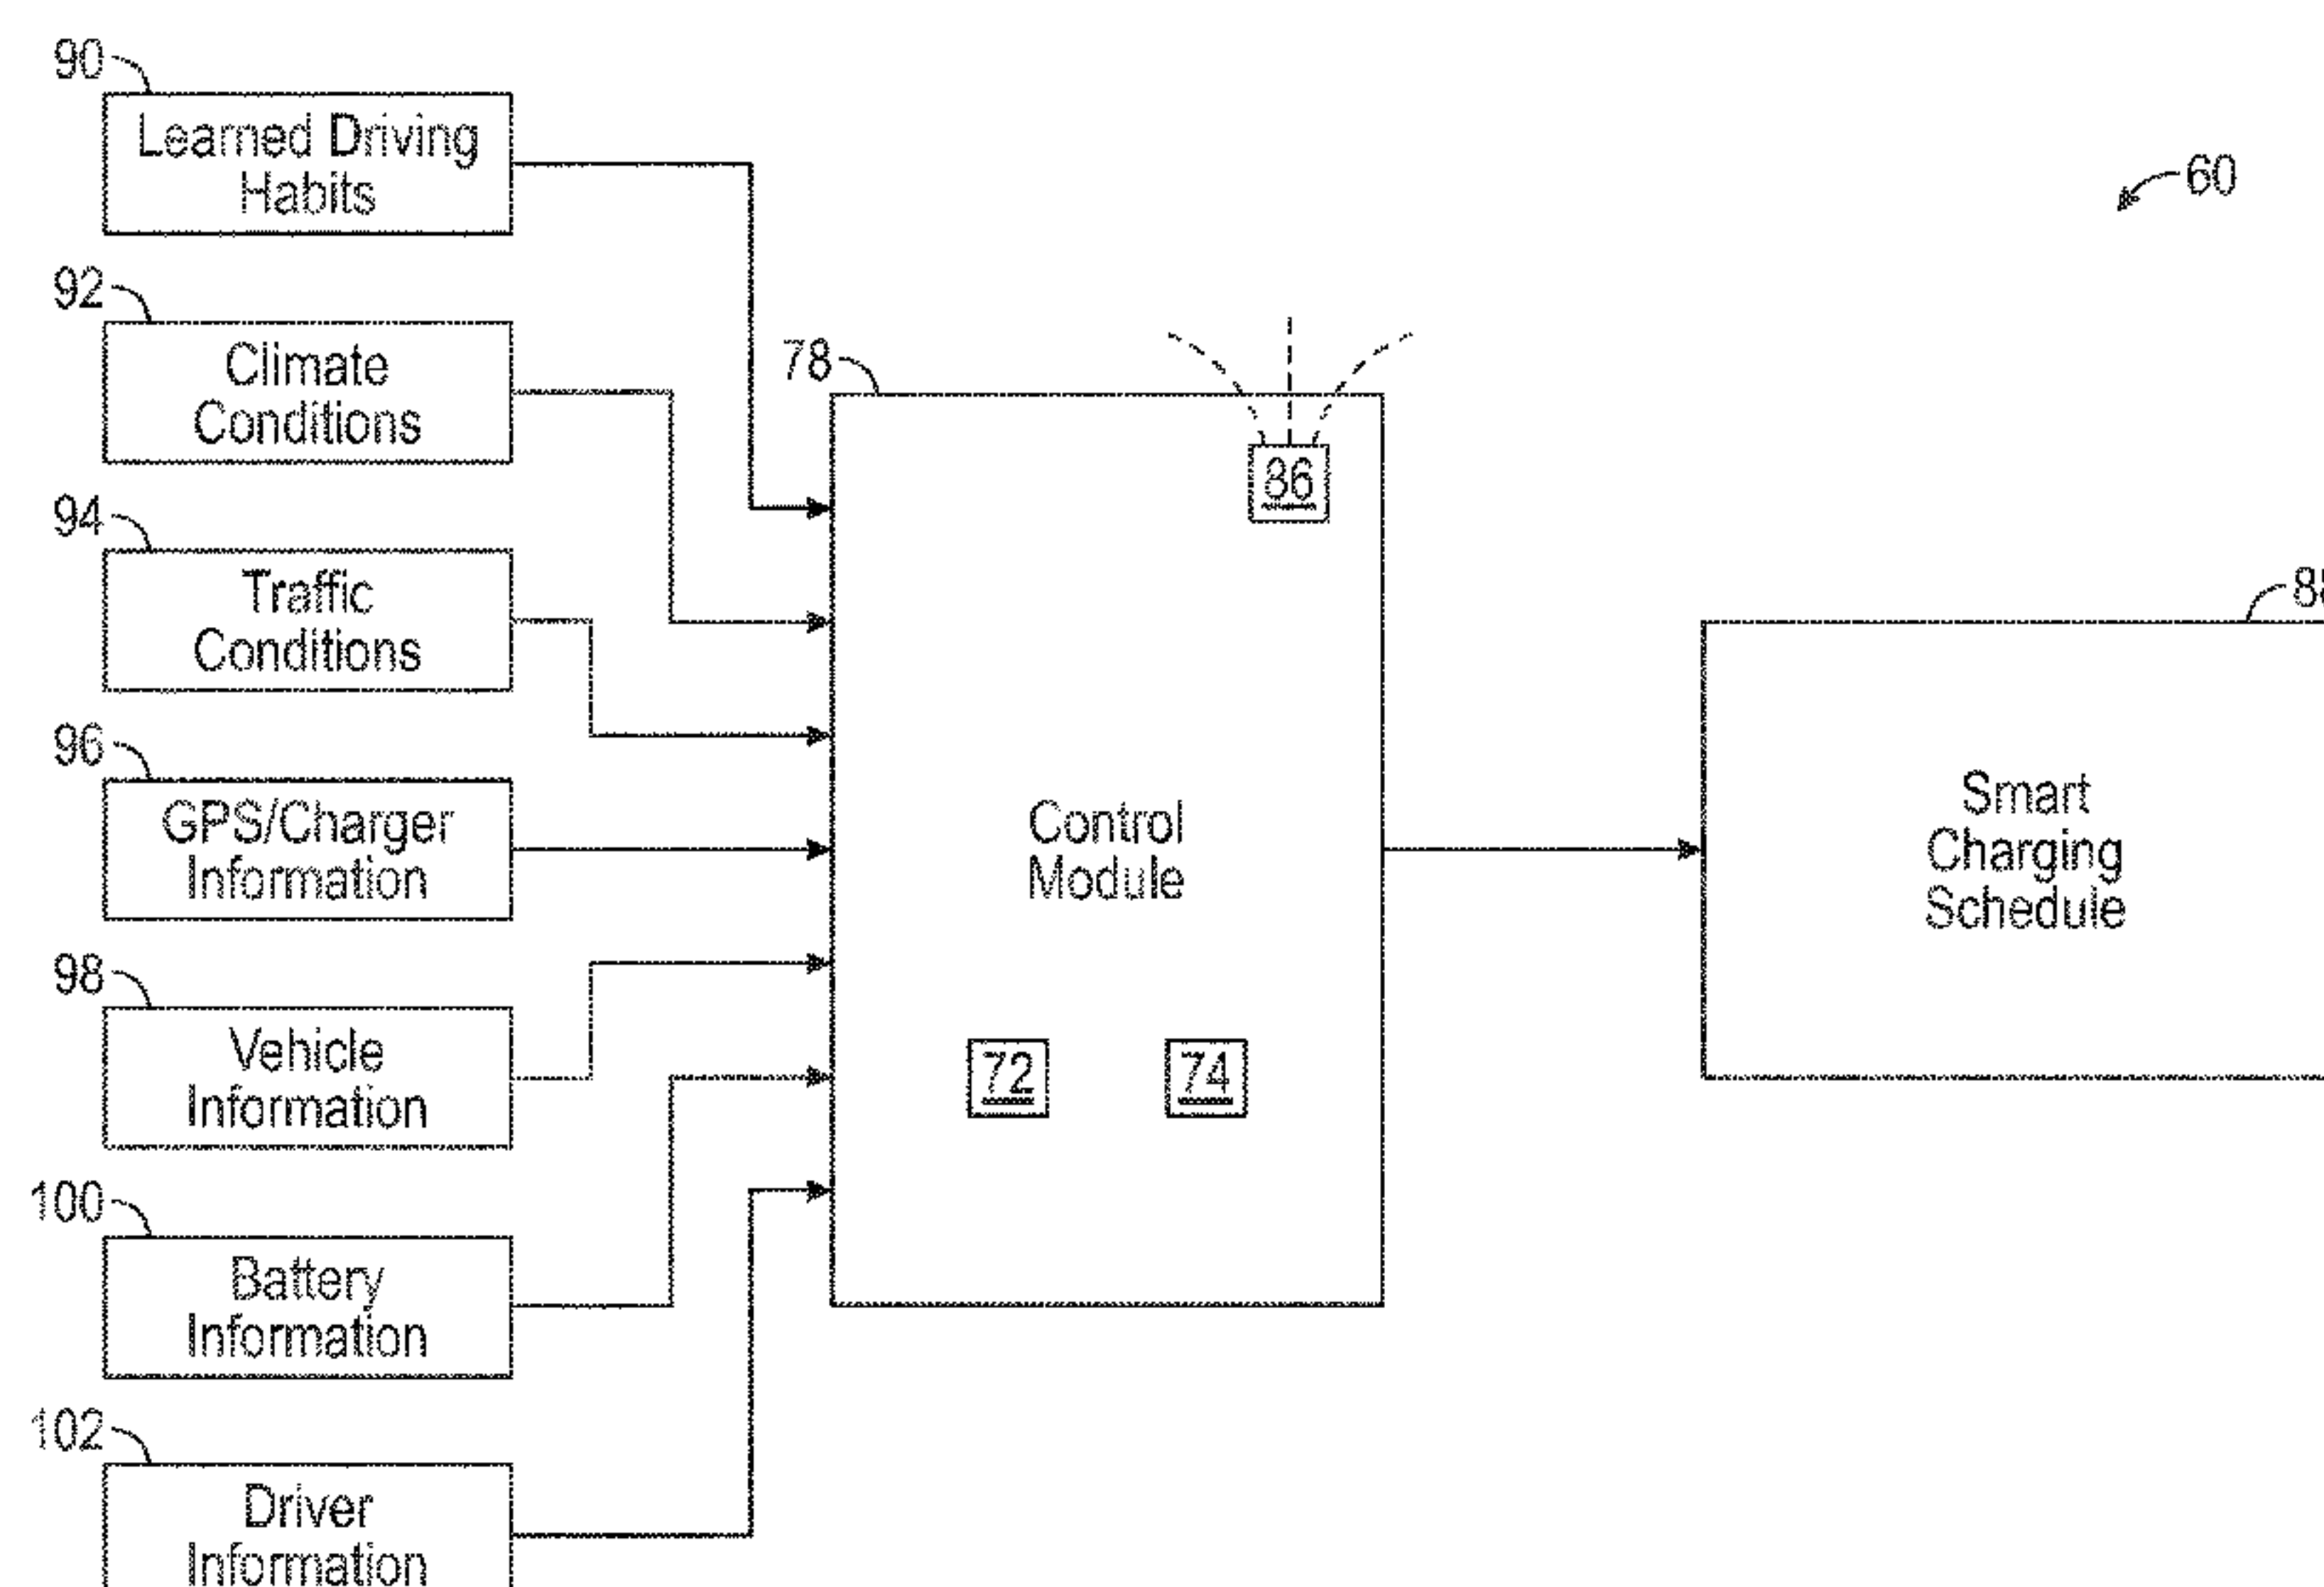 90
Learned Driving
Habits
60
92
Climate
Conditions
78
86
94
Traffic
Conditions
88
96
GPS/Charger
Information
Control
Module
Smart
Charging
Schedule
98
Vehicle
Information
72
74
100
Battery
Information
102
Driver
Information